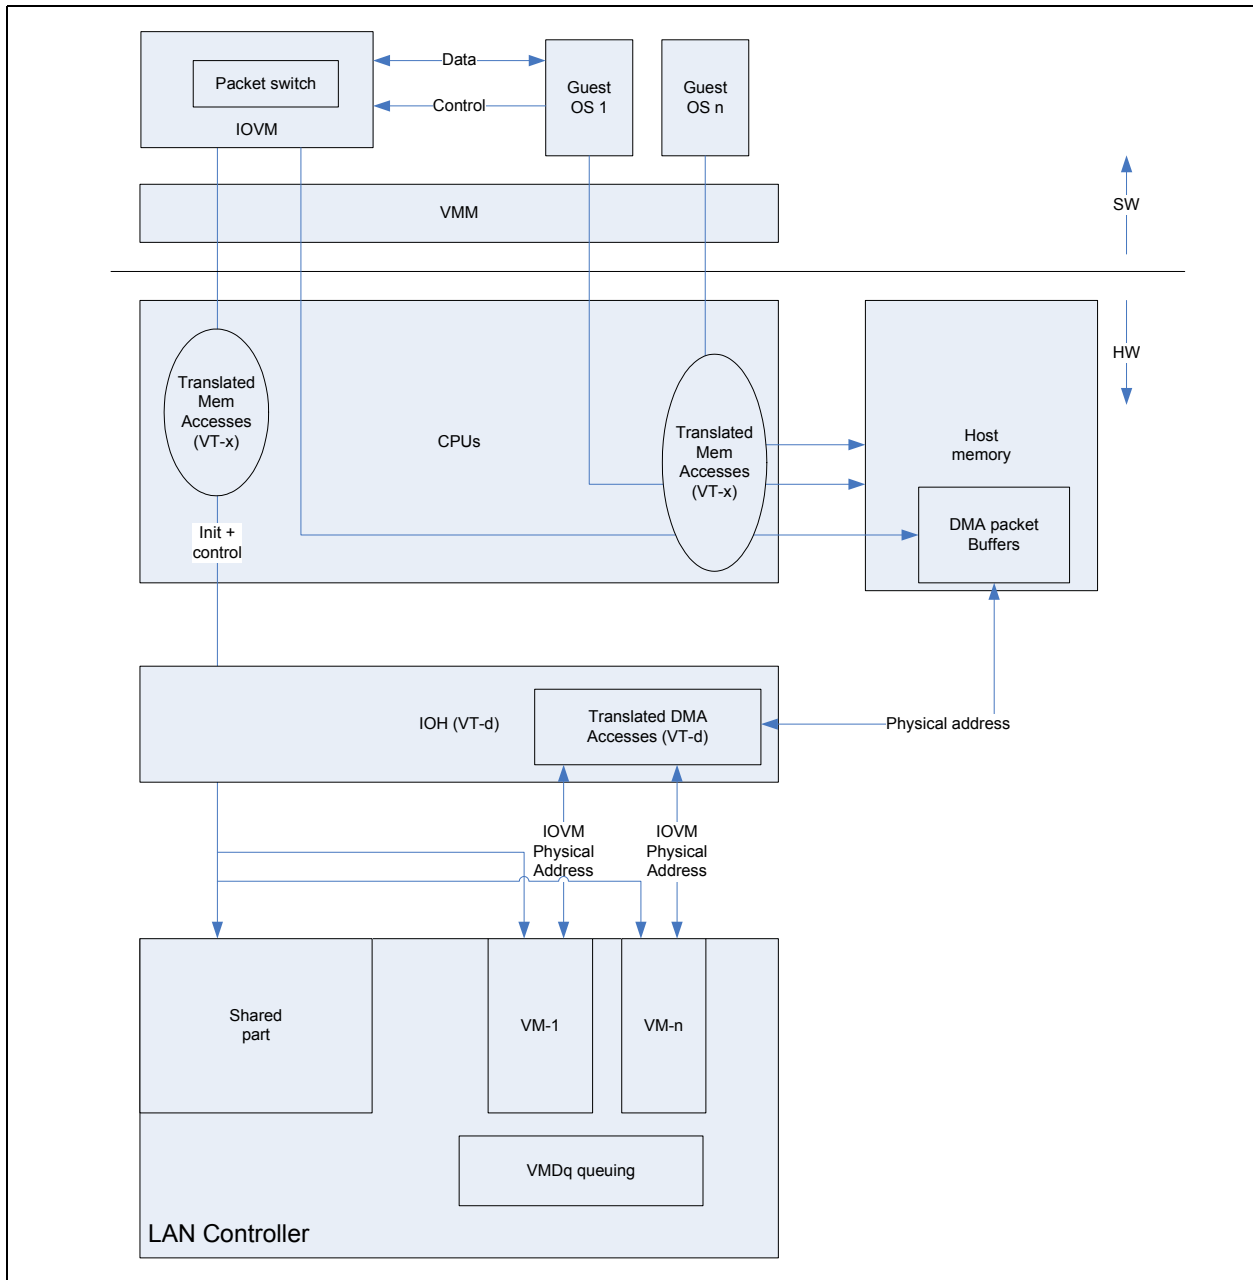 Data
Packet switch
Guest
OS 1
Guest
OS n
Control
IOVM
VMM
SW
HW
Translated
Mem
Accesses
(VT-x)
CPUs
Translated
Mem
Accesses
(VT-x)
Host
memory
Init +
control
DMA packet
Buffers
IOH (VT-d)
Translated DMA
Accesses (VT-d)
Physical address
IOVM
Physical
Address
IOVM
Physical
Address
Shared
part
VM-1
VM-n
VMDq queuing
LAN Controller